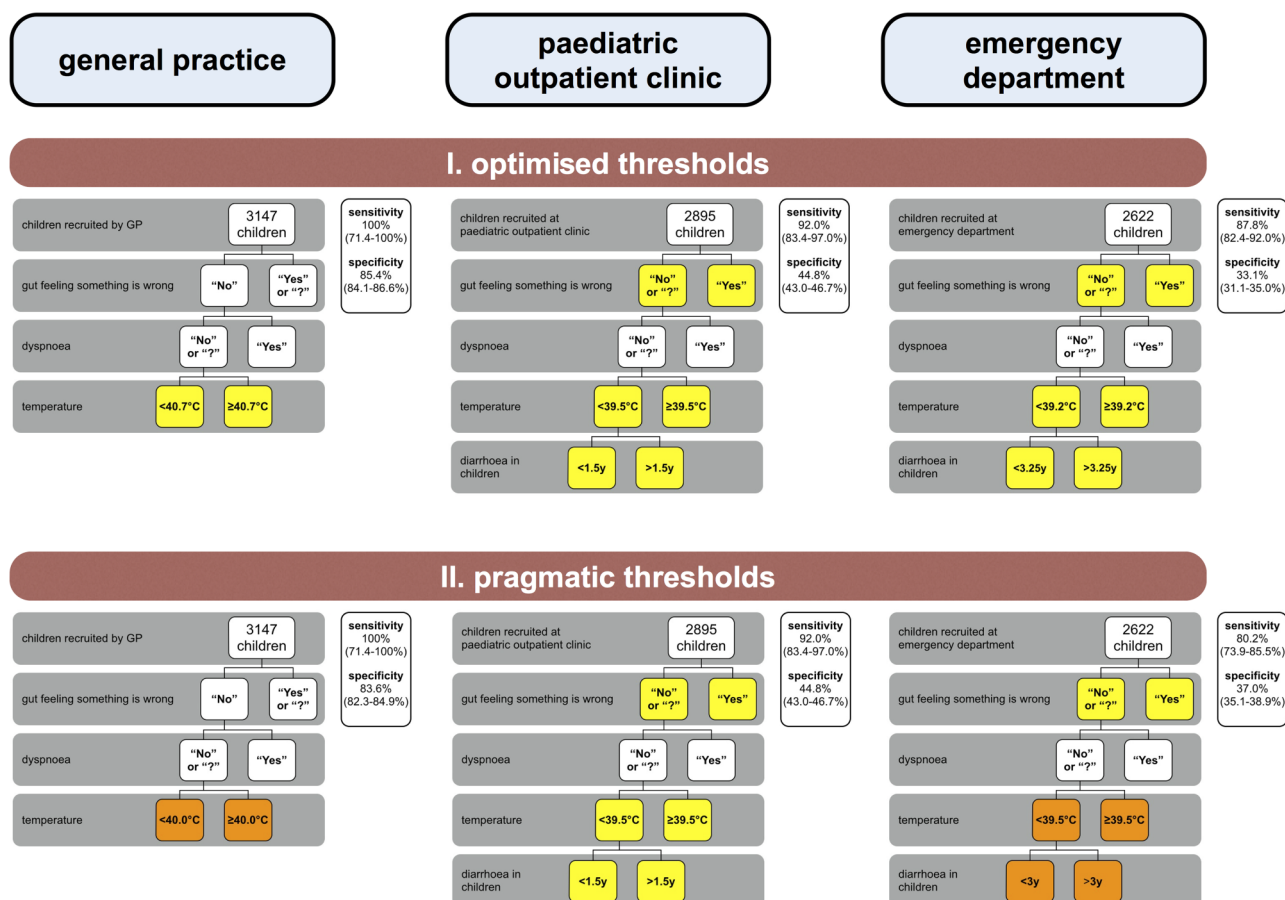 general practice
paediatric
outpatient clinic
emergency
department
I. optimised thresholds
children recruited by GP
3147
children
gut feeling something is wrong
“No”
“Yes”
or “?”
dyspnoea
“No”
or “?”
“Yes”
temperature
<40.7°C
≥40.7°C
sensitivity
100%
(71.4-100%)
specificity
85.4%
(84.1-86.6%)
children recruited at
paediatric outpatient clinic
2895
children
gut feeling something is wrong
“No”
or “?”
“Yes”
dyspnoea
“No”
or “?”
“Yes”
temperature
<39.5°C
≥39.5°C
diarrhoea in
children
<1.5y
>1.5y
sensitivity
92.0%
(83.4-97.0%)
specificity
44.8%
(43.0-46.7%)
children recruited at
emergency department
2622
children
gut feeling something is wrong
“No”
or “?”
“Yes”
dyspnoea
“No”
or “?”
“Yes”
temperature
<39.2°C
≥39.2°C
diarrhoea in
children
<3.25y
>3.25y
sensitivity
87.8%
(82.4-92.0%)
specificity
33.1%
(31.1-35.0%)
II. pragmatic thresholds
children recruited by GP
3147
children
gut feeling something is wrong
“No”
“Yes”
or “?”
dyspnoea
“No”
or “?”
“Yes”
temperature
<40.0°C
≥40.0°C
sensitivity
100%
(71.4-100%)
specificity
83.6%
(82.3-84.9%)
children recruited at
paediatric outpatient clinic
2895
children
gut feeling something is wrong
“No”
or “?”
“Yes”
dyspnoea
“No”
or “?”
“Yes”
temperature
<39.5°C
≥39.5°C
diarrhoea in
children
<1.5y
>1.5y
sensitivity
92.0%
(83.4-97.0%)
specificity
44.8%
(43.0-46.7%)
children recruited at
emergency department
2622
children
gut feeling something is wrong
“No”
or “?”
“Yes”
dyspnoea
“No”
or “?”
“Yes”
temperature
<39.5°C
≥39.5°C
diarrhoea in
children
<3y
>3y
sensitivity
80.2%
(73.9-85.5%)
specificity
37.0%
(35.1-38.9%)